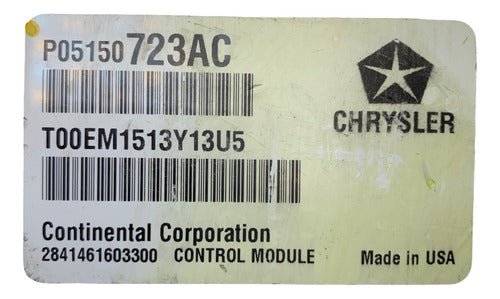 P05150723AC
CHRYSLER
T00EM1513Y13U5
Continental Corporation
2841461603300 CONTROL MODULE Made in USA